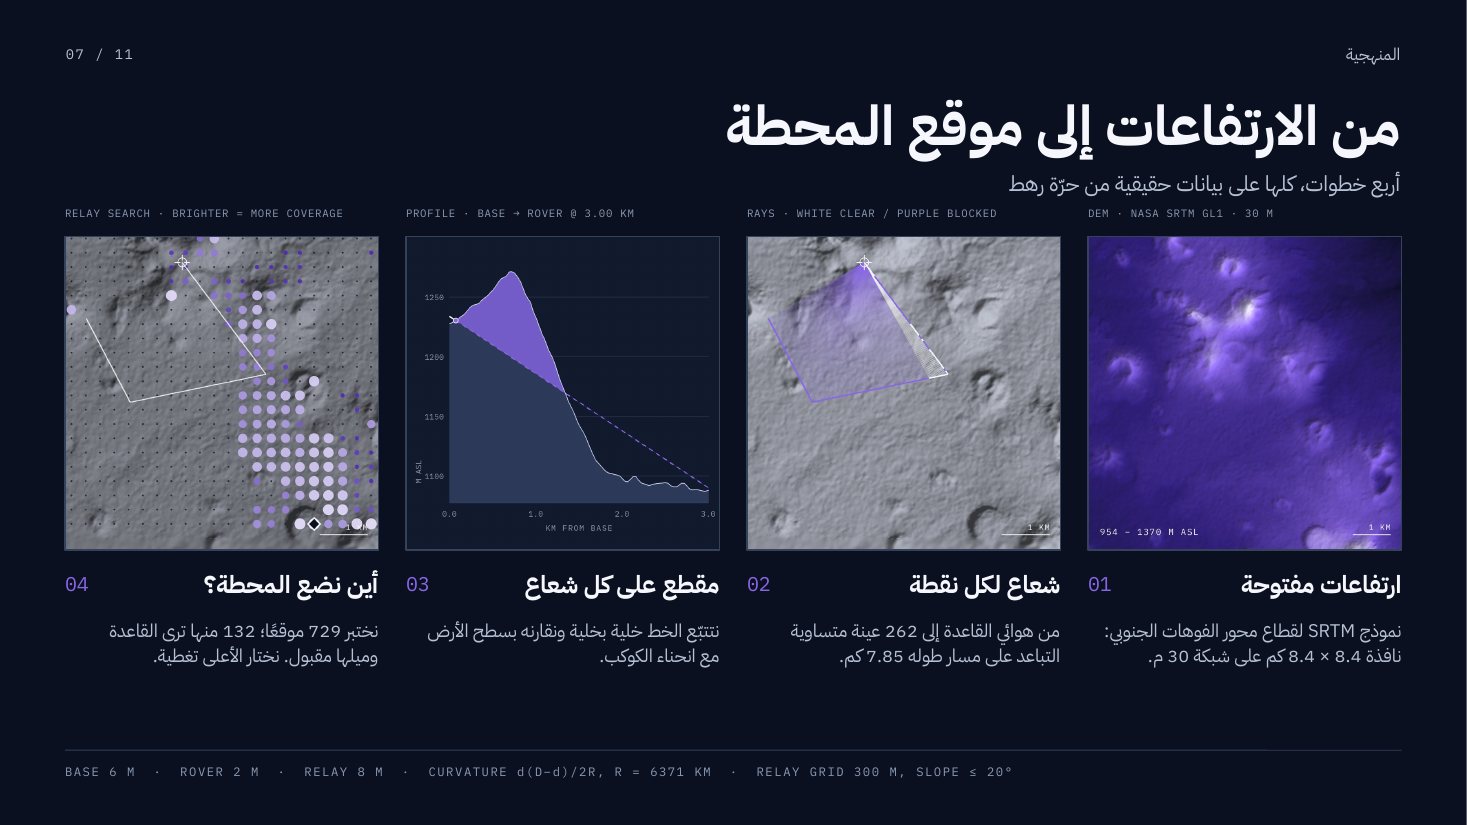 المنهجية
07 / 11
من الارتفاعات إلى موقع المحطة
أربع خطوات، كلها على بيانات حقيقية من حرّة رهط
DEM · NASA SRTM GL1 · 30 M
954 – 1370 M ASL
1 KM
01
ارتفاعات مفتوحة
نموذج SRTM لقطاع محور الفوهات الجنوبي:
نافذة 8.4 × 8.4 كم على شبكة 30 م.
RAYS · WHITE CLEAR / PURPLE BLOCKED
1 KM
02
شعاع لكل نقطة
من هوائي القاعدة إلى 262 عينة متساوية
التباعد على مسار طوله 7.85 كم.
PROFILE · BASE → ROVER @ 3.00 KM
1250
1200
1150
1100
M ASL
0.0 1.0 2.0 3.0
KM FROM BASE
03
مقطع على كل شعاع
نتتبّع الخط خلية بخلية ونقارنه بسطح الأرض
مع انحناء الكوكب.
RELAY SEARCH · BRIGHTER = MORE COVERAGE
04
أين نضع المحطة؟
نختبر 729 موقعًا؛ 132 منها ترى القاعدة
وميلها مقبول. نختار الأعلى تغطية.
BASE 6 M · ROVER 2 M · RELAY 8 M · CURVATURE d(D–d)/2R, R = 6371 KM · RELAY GRID 300 M, SLOPE ≤ 20°